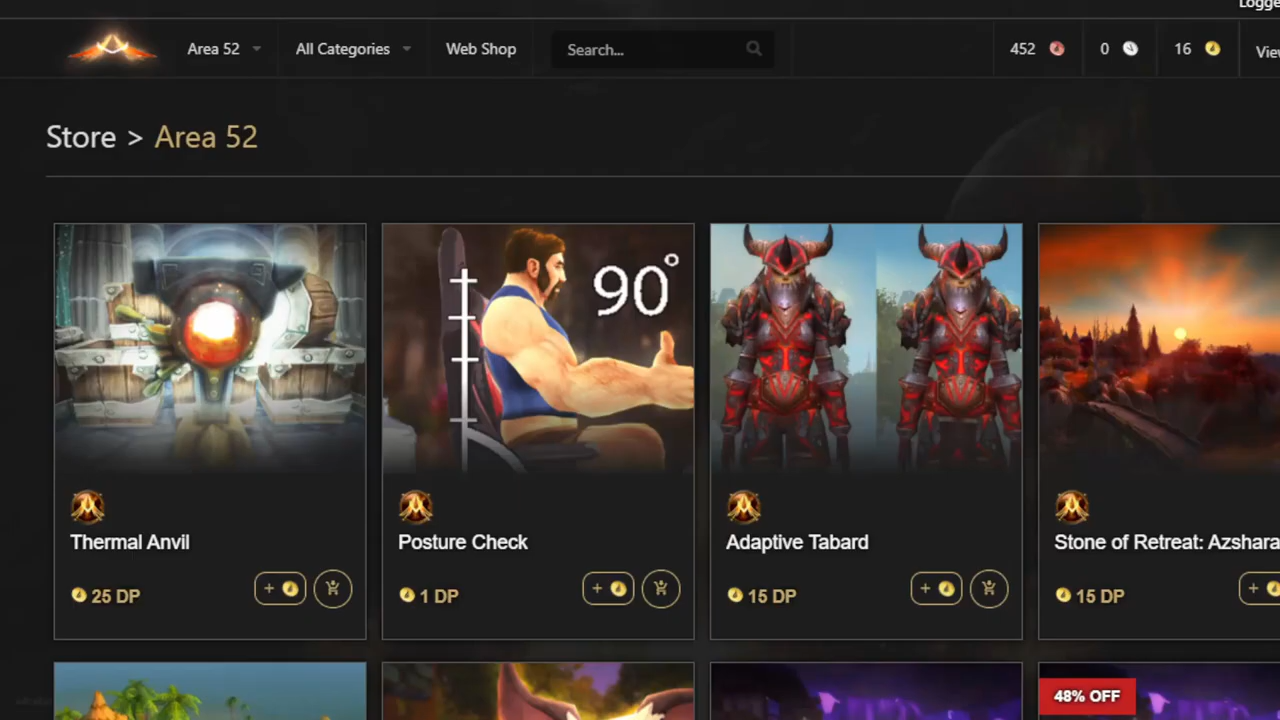 Logge
Area 52
All Categories
Web Shop
Search...
452
0
16
View
Store > Area 52
90°
Thermal Anvil
Posture Check
Adaptive Tabard
Stone of Retreat: Azshara
25 DP
+
1 DP
+
15 DP
+
15 DP
+
48% OFF